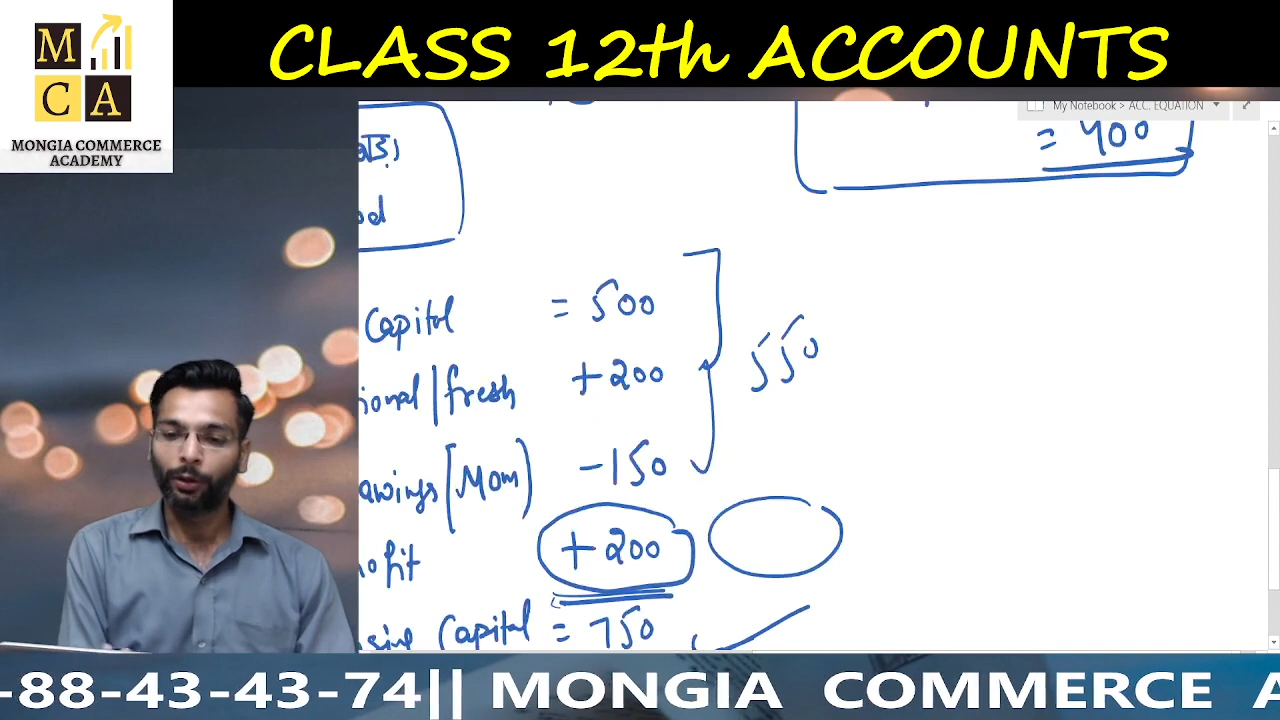 CLASS 12th ACCOUNTS
M
C A
MONGIA COMMERCE
ACADEMY
My Notebook > ACC. EQUATION
= 400
od
Capital = 500
ional/fresh +200
550
awings [Mom] -150
ofit +200
sing Capital = 750
-88-43-43-74|| MONGIA COMMERCE A